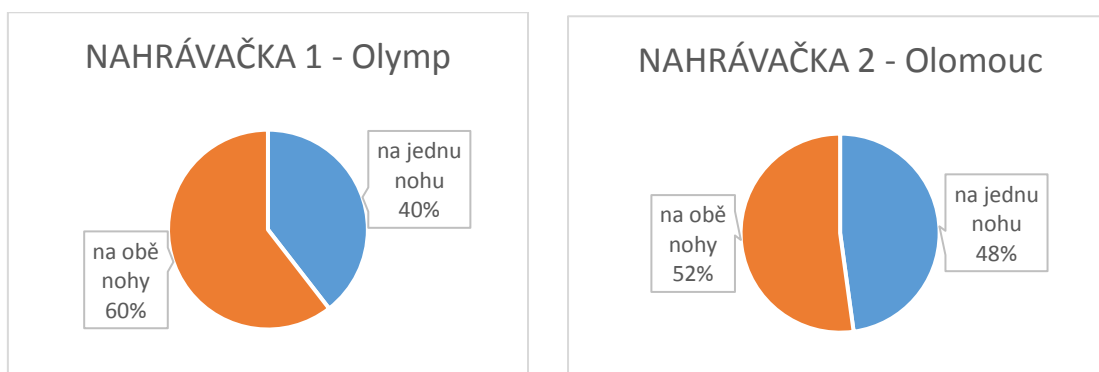 NAHRÁVAČKA 1 - Olymp
na jednu
nohu
40%
na obě
nohy
60%
NAHRÁVAČKA 2 - Olomouc
na obě
nohy
52%
na jednu
nohu
48%